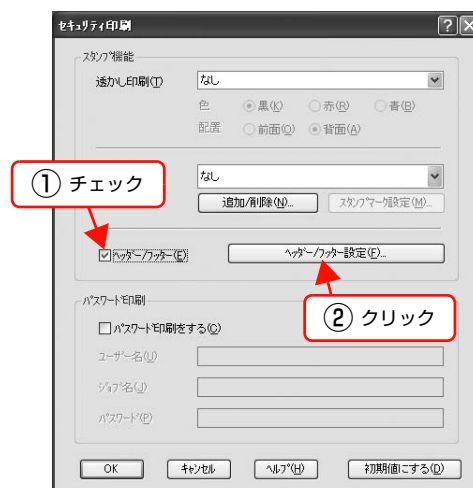 セキュリティ印刷
スタンプ機能
透かし印刷(T) なし
色 黒(K) 赤(R) 青(B)
配置 前面(O) 背面(A)
なし
① チェック
追加/削除(N)... スタンプマーク設定(M)...
ヘッダー/フッター(E) ヘッダー/フッター設定(F)...
② クリック
パスワード印刷
パスワード印刷をする(C)
ユーザー名(U)
ジョブ名(J)
パスワード(P)
OK キャンセル ヘルプ(H) 初期値にする(D)